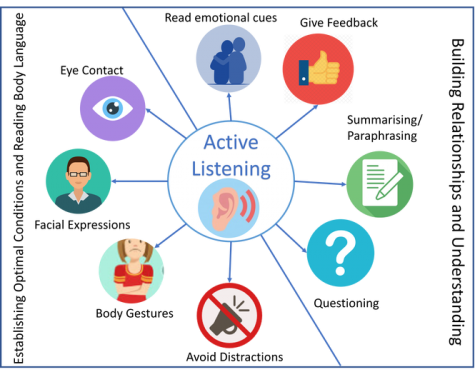 Establishing Optimal Conditions and Reading Body Language
Read emotional cues
Give Feedback
Eye Contact
Summarising/
Paraphrasing
Active
Listening
Facial Expressions
Body Gestures
Questioning
Avoid Distractions
Building Relationships and Understanding